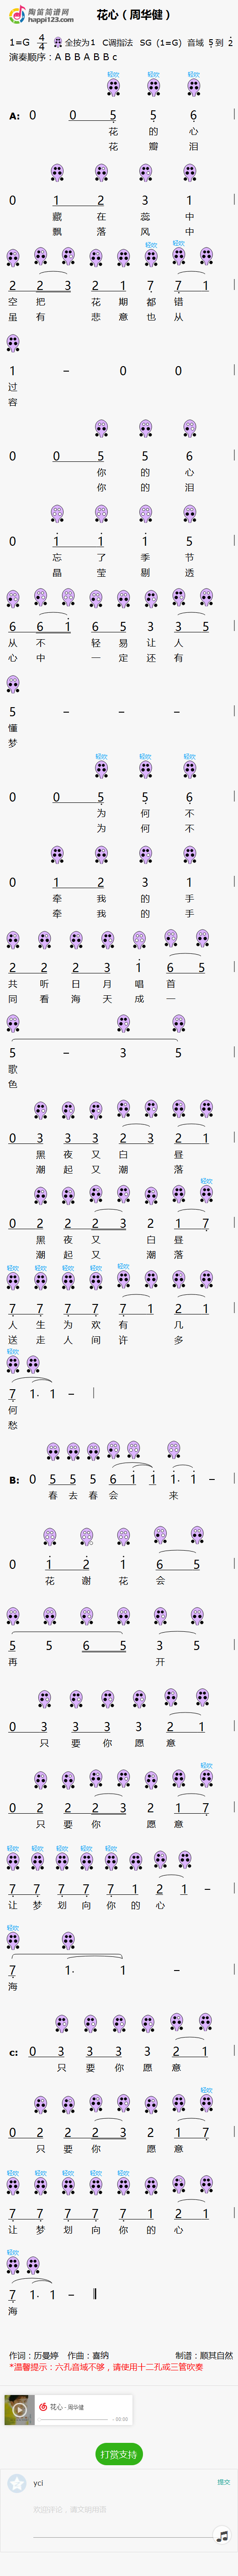 陶笛简谱网
happi123.com
花心（周华健）
1=G 4/4 全按为1 C调指法 SG（1=G）音域 5到2
演奏顺序：A B B A B B c
轻吹 轻吹 轻吹
A: 0 0 5 5 6
花 的 心
花 瓣 泪
0 1 2 3 1
藏 在 蕊 中
飘 落 风 中
轻吹 轻吹
2 2 3 2 1 7 7 1
空 把 花 期 都 错
虽 有 悲 意 也 从
1 – 0 0
过
容
0 0 5 5 6
你 的 心
你 的 泪
0 1 1 1 5
忘 了 季 节
晶 莹 剔 透
6 6 1 6 5 3 3 5
从 不 轻 易 让 人
心 中 一 定 还 有
5 – – –
懂
梦
轻吹 轻吹 轻吹
0 0 5 5 6
为 何 不
为 何 不
0 1 2 3 1
牵 我 的 手
牵 我 的 手
2 2 2 3 1 6 5
共 听 日 月 唱 首
同 看 海 天 成 一
5 – 3 5
歌
色
0 3 3 3 2 3 2 1
黑 夜 又 白 昼
潮 起 又 潮 落
轻吹
0 2 2 2 3 2 1 7
黑 夜 又 白 昼
潮 起 又 潮 落
轻吹 轻吹 轻吹 轻吹 轻吹
7 7 7 7 7 1 2 1
人 生 为 欢 有 几
送 走 人 间 许 多
轻吹
7 1· 1 –
何
愁
B: 0 5 5 5 6 1 1 1· 1 –
春 去 春 会 来
0 1 2 1 6 5
花 谢 花 会
5 5 6 5 3 5
再 开
0 3 3 3 3 2 1
只 要 你 愿 意
轻吹
0 2 2 2 3 2 1 7
只 要 你 愿 意
轻吹 轻吹 轻吹 轻吹 轻吹
7 7 7 7 7 1 2 1 –
让 梦 划 向 你 的 心
轻吹
7 1· 1 –
海
c: 0 3 3 3 3 2 1
只 要 你 愿 意
轻吹
0 2 2 2 3 2 1 7
只 要 你 愿 意
轻吹 轻吹 轻吹 轻吹 轻吹
7 7 7 7 7 1 2 1
让 梦 划 向 你 的 心
轻吹
7 1· 1 –
海
作词：历曼婷 作曲：喜纳 制谱：顺其自然
*温馨提示：六孔音域不够，请使用十二孔或三管吹奏
花心 - 周华健
- 00:00
打赏支持
yci 提交
欢迎评论，请文明用语